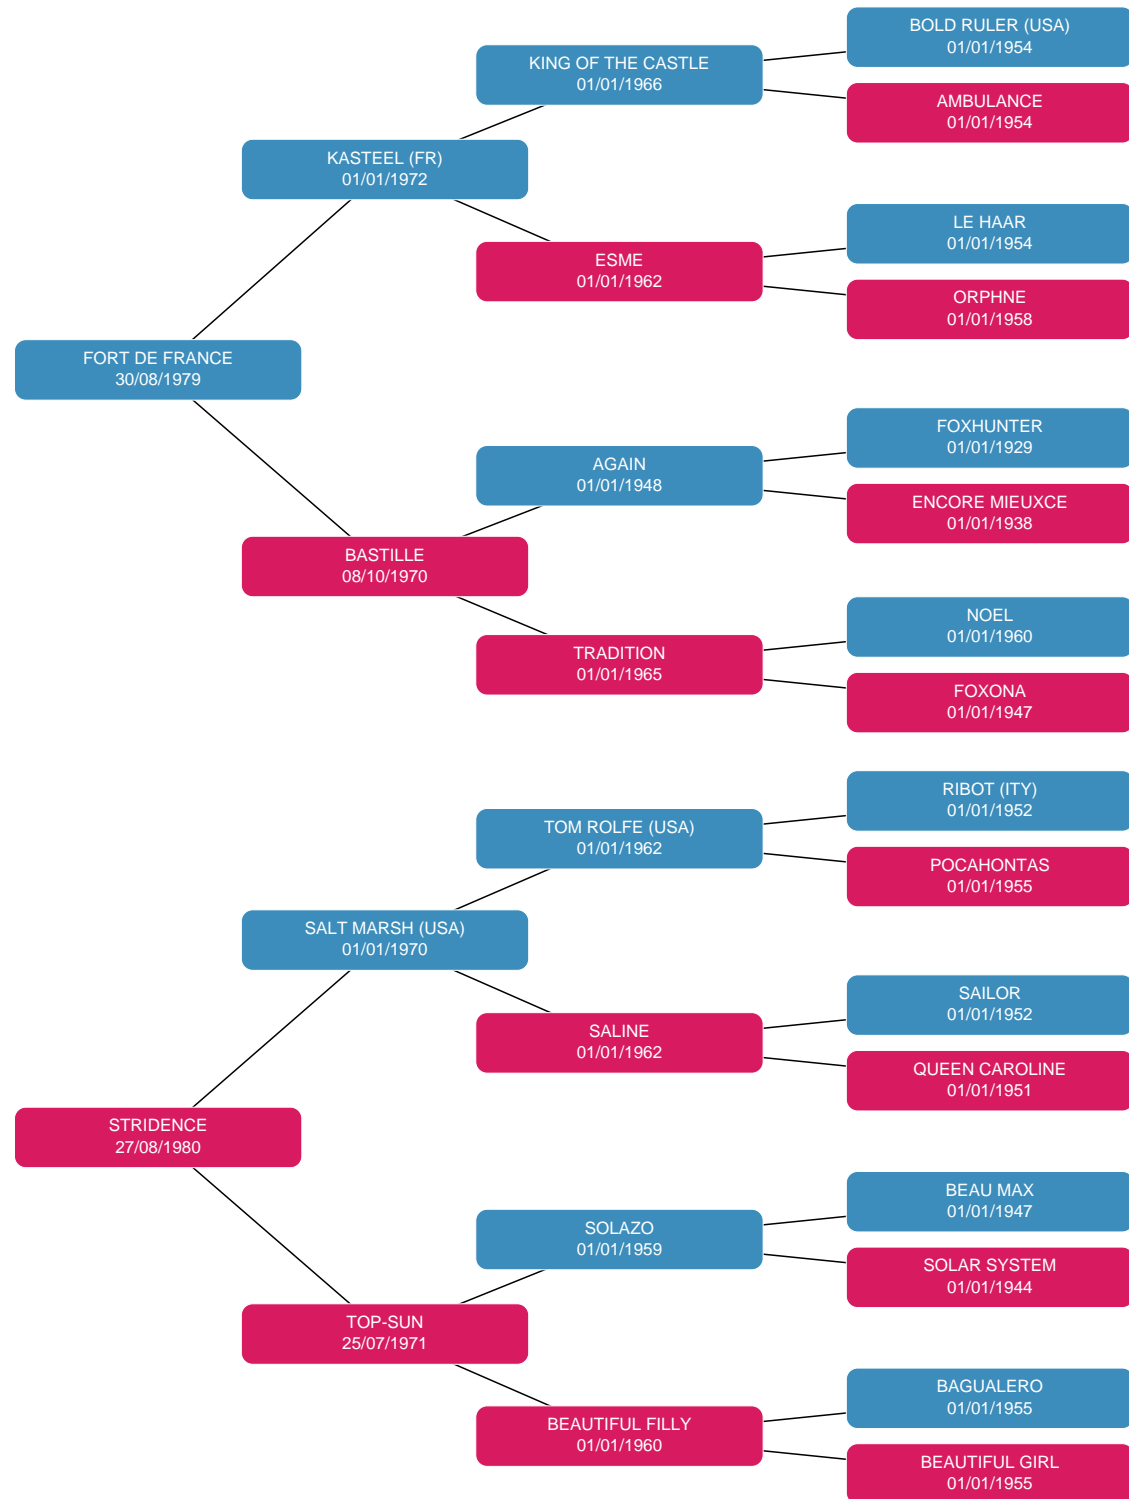 BOLD RULER (USA)
01/01/1954
KING OF THE CASTLE
01/01/1966
AMBULANCE
01/01/1954
KASTEEL (FR)
01/01/1972
LE HAAR
01/01/1954
ESME
01/01/1962
ORPHNE
01/01/1958
FORT DE FRANCE
30/08/1979
FOXHUNTER
01/01/1929
AGAIN
01/01/1948
ENCORE MIEUXCE
01/01/1938
BASTILLE
08/10/1970
NOEL
01/01/1960
TRADITION
01/01/1965
FOXONA
01/01/1947
RIBOT (ITY)
01/01/1952
TOM ROLFE (USA)
01/01/1962
POCAHONTAS
01/01/1955
SALT MARSH (USA)
01/01/1970
SAILOR
01/01/1952
SALINE
01/01/1962
QUEEN CAROLINE
01/01/1951
STRIDENCE
27/08/1980
BEAU MAX
01/01/1947
SOLAZO
01/01/1959
SOLAR SYSTEM
01/01/1944
TOP-SUN
25/07/1971
BAGUALERO
01/01/1955
BEAUTIFUL FILLY
01/01/1960
BEAUTIFUL GIRL
01/01/1955